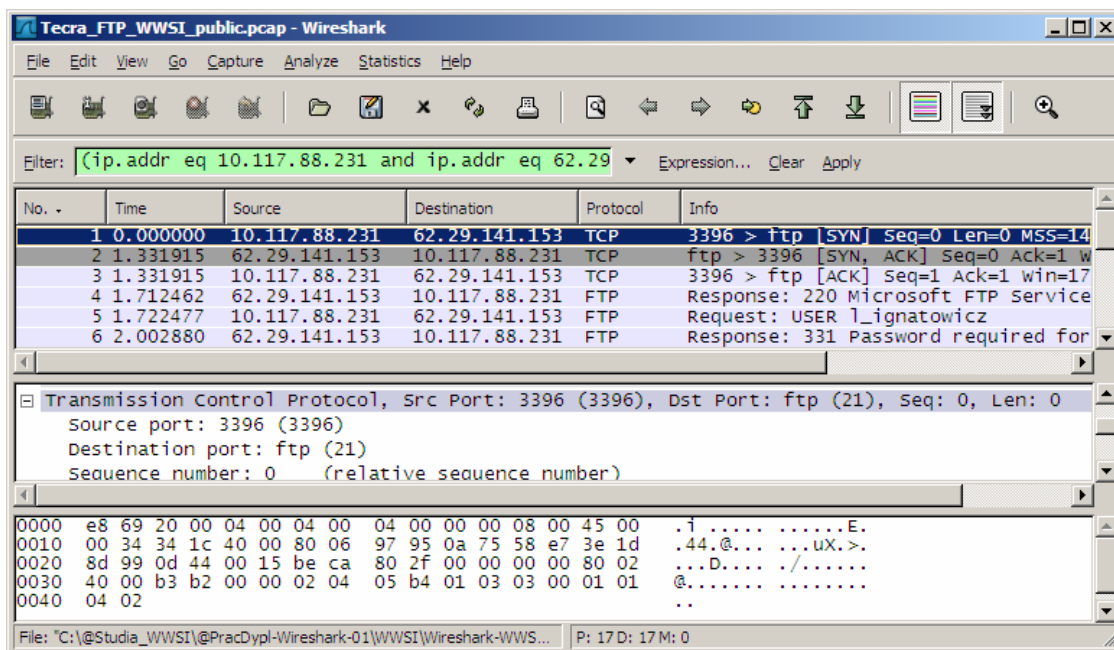 Tecra_FTP_WWSI_public.pcap - Wireshark
File Edit View Go Capture Analyze Statistics Help
Filter: (ip.addr eq 10.117.88.231 and ip.addr eq 62.29 Expression... Clear Apply
No. Time Source Destination Protocol Info
1 0.000000 10.117.88.231 62.29.141.153 TCP 3396 > ftp [SYN] Seq=0 Len=0 MSS=14
2 1.331915 62.29.141.153 10.117.88.231 TCP ftp > 3396 [SYN, ACK] Seq=0 Ack=1 W
3 1.331915 10.117.88.231 62.29.141.153 TCP 3396 > ftp [ACK] Seq=1 Ack=1 Win=17
4 1.712462 62.29.141.153 10.117.88.231 FTP Response: 220 Microsoft FTP Service
5 1.722477 10.117.88.231 62.29.141.153 FTP Request: USER l_ignatowicz
6 2.002880 62.29.141.153 10.117.88.231 FTP Response: 331 Password required for
Transmission Control Protocol, Src Port: 3396 (3396), Dst Port: ftp (21), Seq: 0, Len: 0
Source port: 3396 (3396)
Destination port: ftp (21)
Sequence number: 0 (relative sequence number)
0000 e8 69 20 00 04 00 04 00 04 00 00 00 08 00 45 00 .i ..... ......E.
0010 00 34 34 1c 40 00 80 06 97 95 0a 75 58 e7 3e 1d .44.@... ...uX.>.
0020 8d 99 0d 44 00 15 be ca 80 2f 00 00 00 00 80 02 ...D.... ./......
0030 40 00 b3 b2 00 00 02 04 05 b4 01 03 03 00 01 01 @....... ........
0040 04 02 ..
File: "C:\@Studia_WWSI\@PracDypl-Wireshark-01\WWSI\Wireshark-WWS... P: 17 D: 17 M: 0